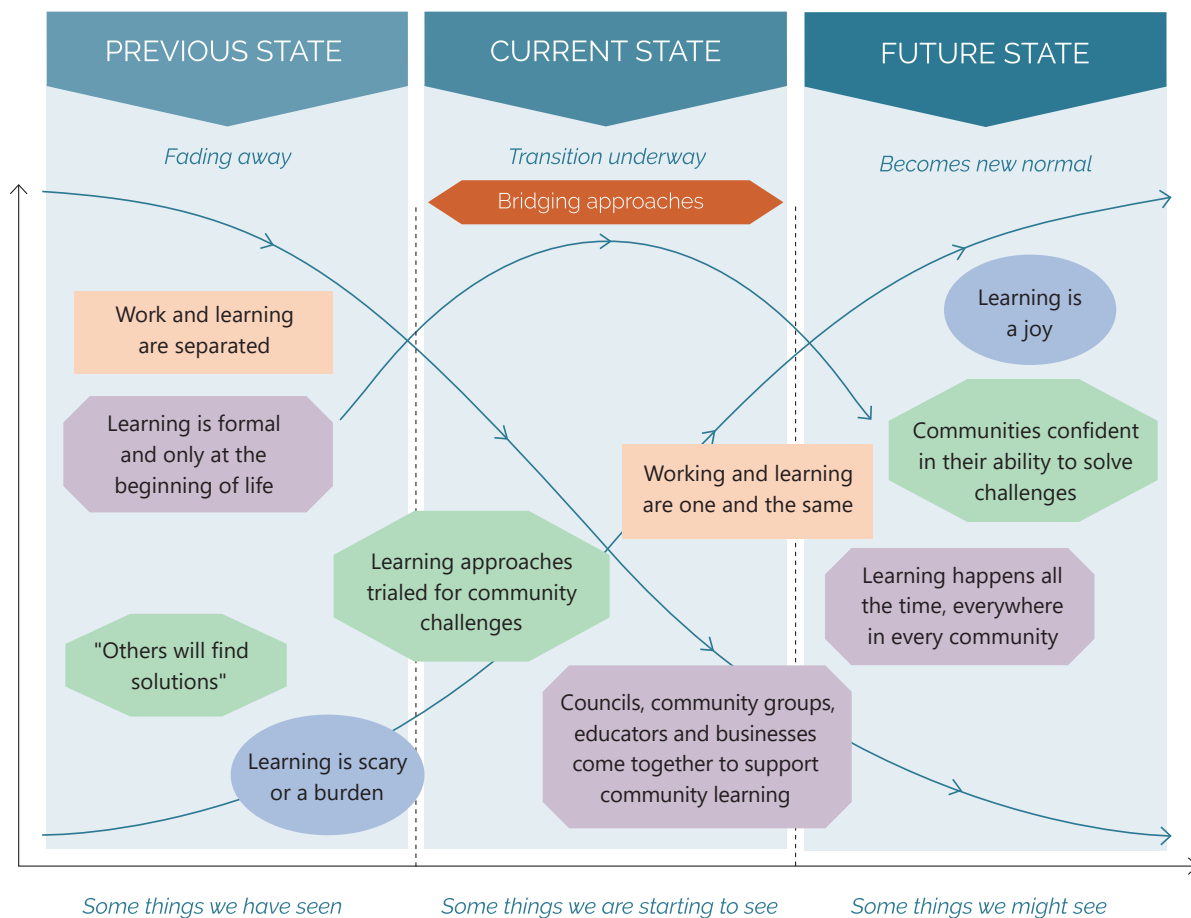 PREVIOUS STATE
CURRENT STATE
FUTURE STATE
Fading away
Transition underway
Becomes new normal
Bridging approaches
Work and learning
are separated
Learning is formal
and only at the
beginning of life
"Others will find
solutions"
Learning is scary
or a burden
Learning approaches
trialed for community
challenges
Working and learning
are one and the same
Councils, community groups,
educators and businesses
come together to support
community learning
Learning is
a joy
Communities confident
in their ability to solve
challenges
Learning happens all
the time, everywhere
in every community
Some things we have seen
Some things we are starting to see
Some things we might see